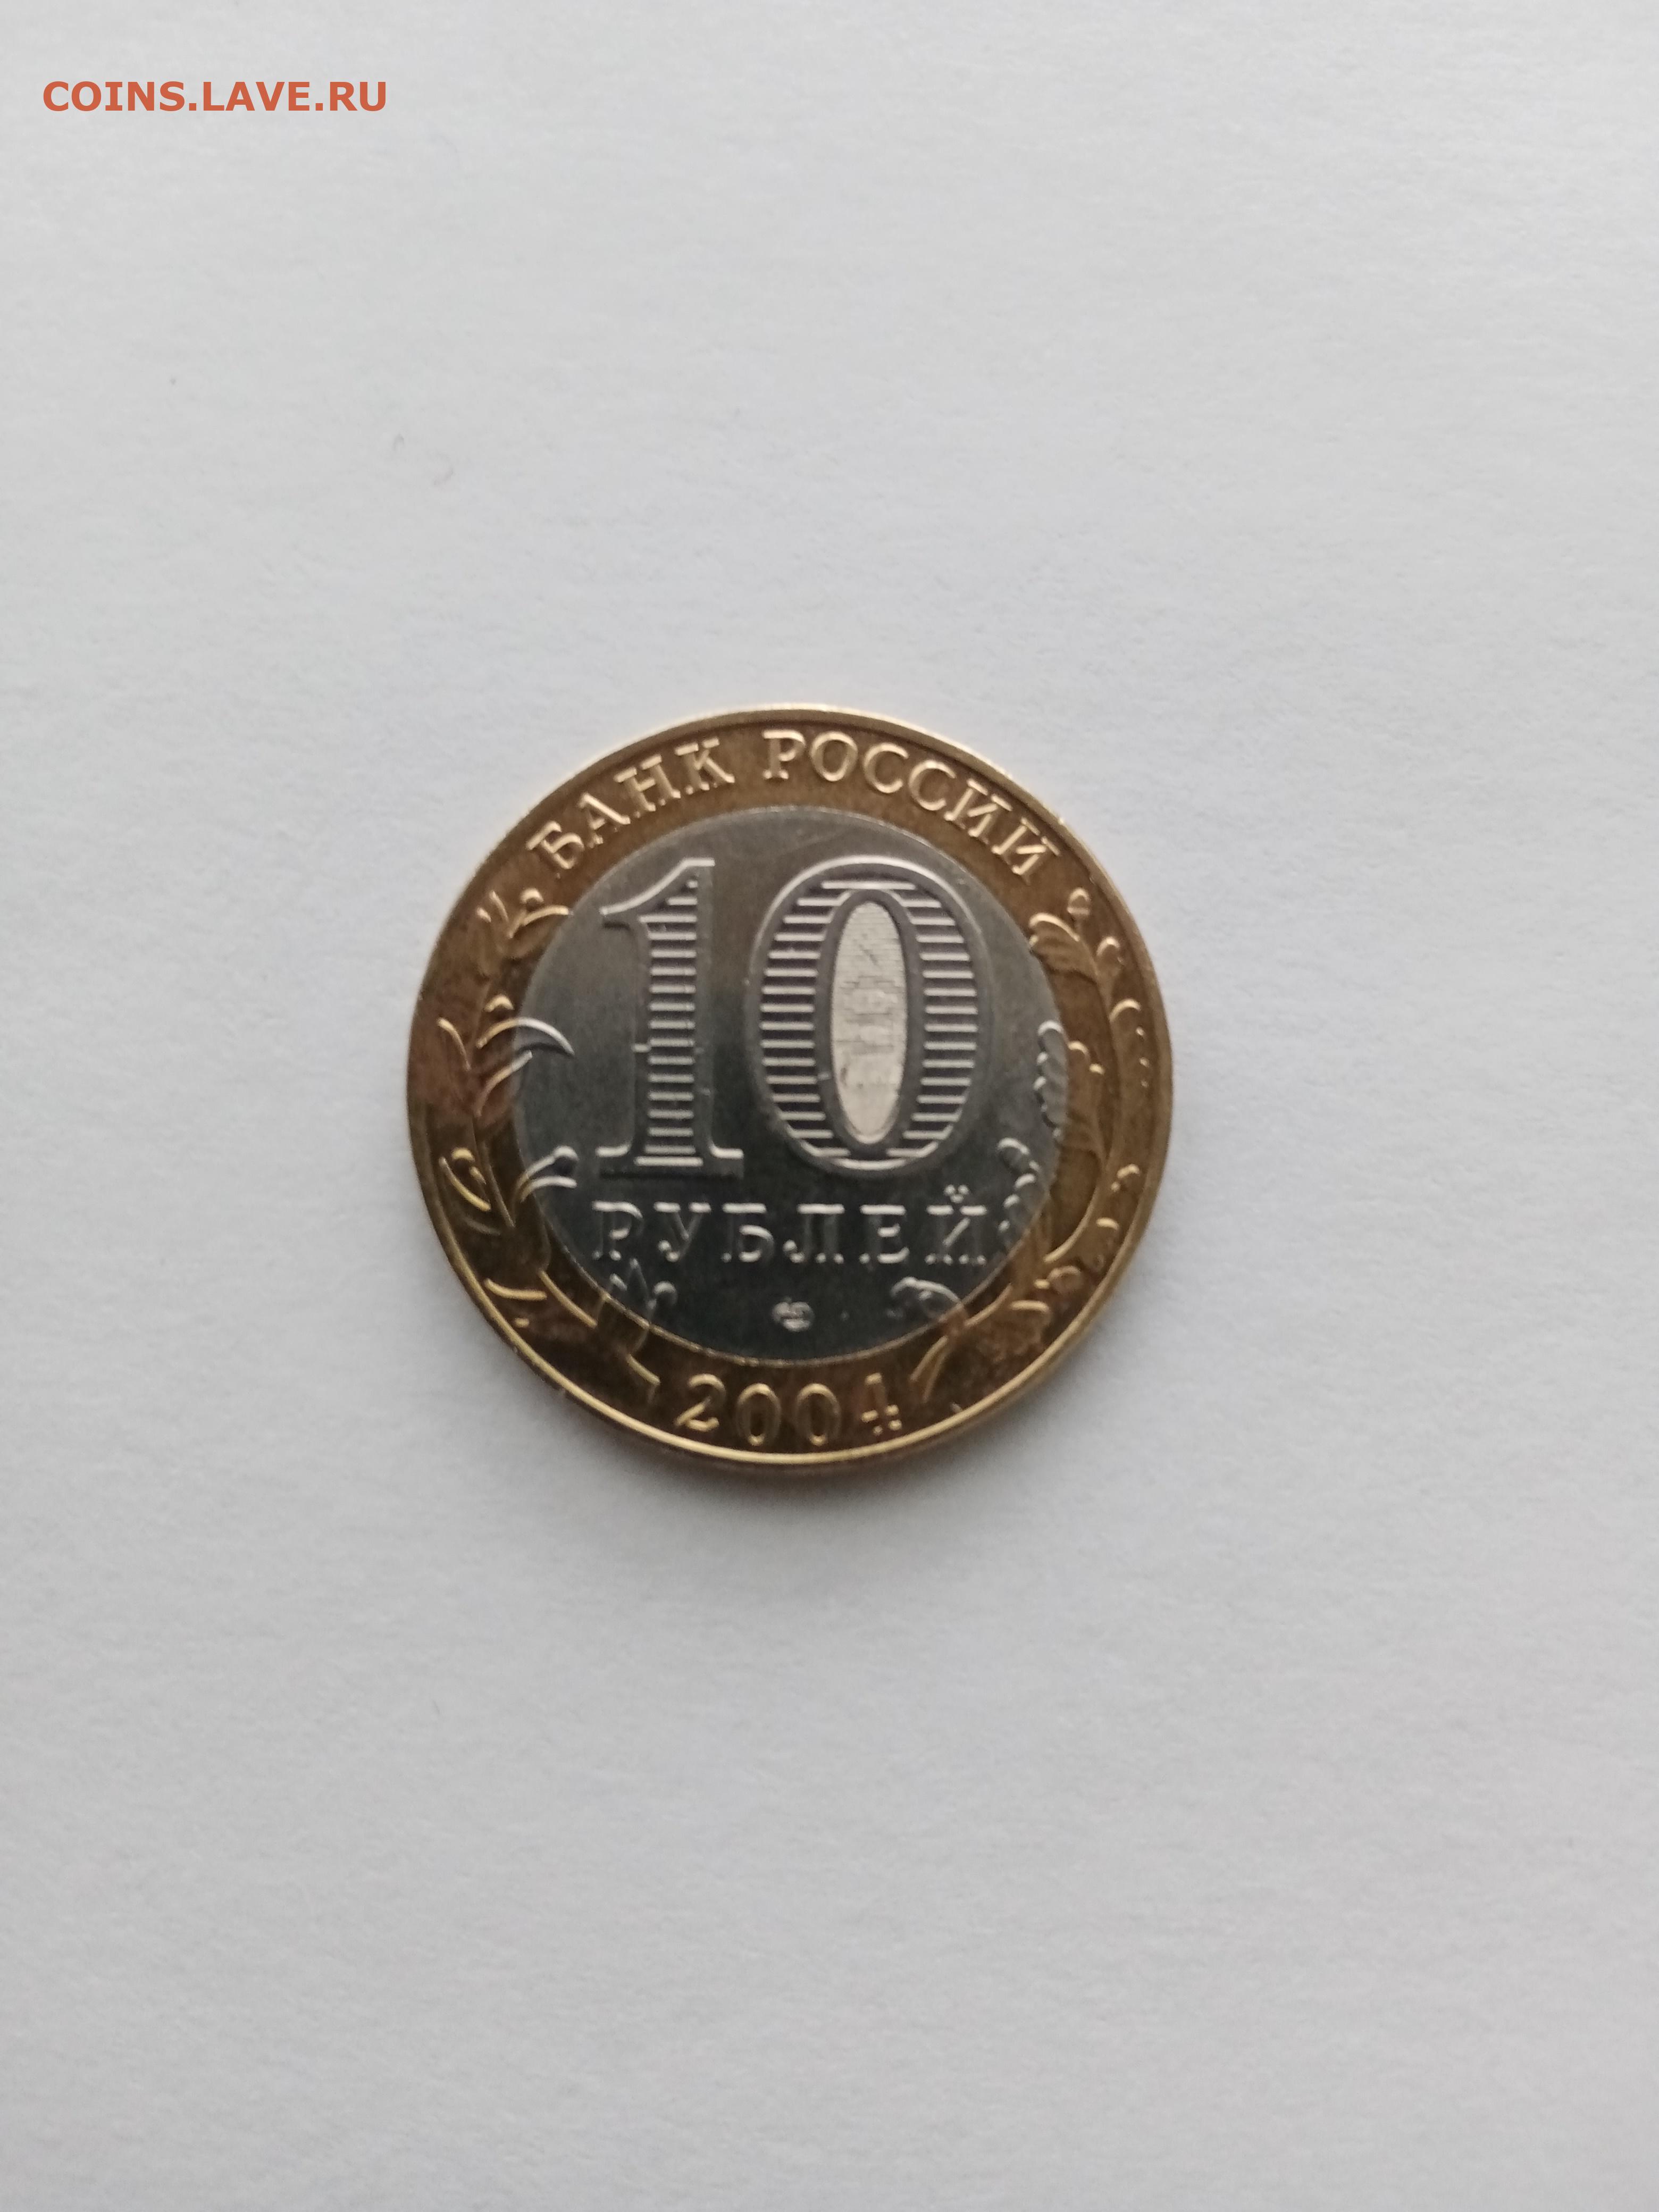 COINS.LAVE.RU
БАНК РОССИИ
10
РУБЛЕЙ
2004